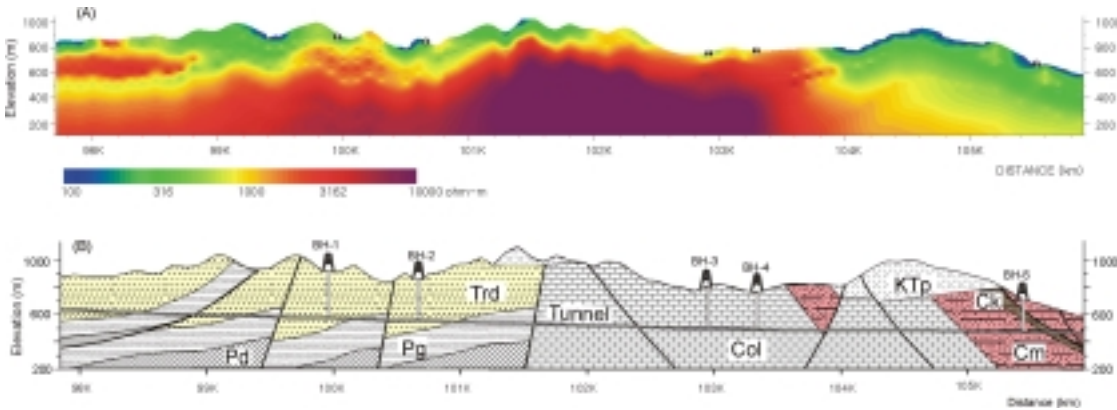 (A)
1000 1000
800 800
600 600
400 400
200 200
Elevation (m)
98K 99K 100K 101K 102K 103K 104K 105K
DISTANCE (km)
100 316 1000 3162 10000 ohm-m
(B)
BH-1 BH-2 BH-3 BH-4 BH-5
1000 1000
600 600
200 200
Elevation (m)
Trd Tunnel KTp Ck
Pd Pg Col Cm
98K 99K 100K 101K 102K 103K 104K 105K
Distance (km)